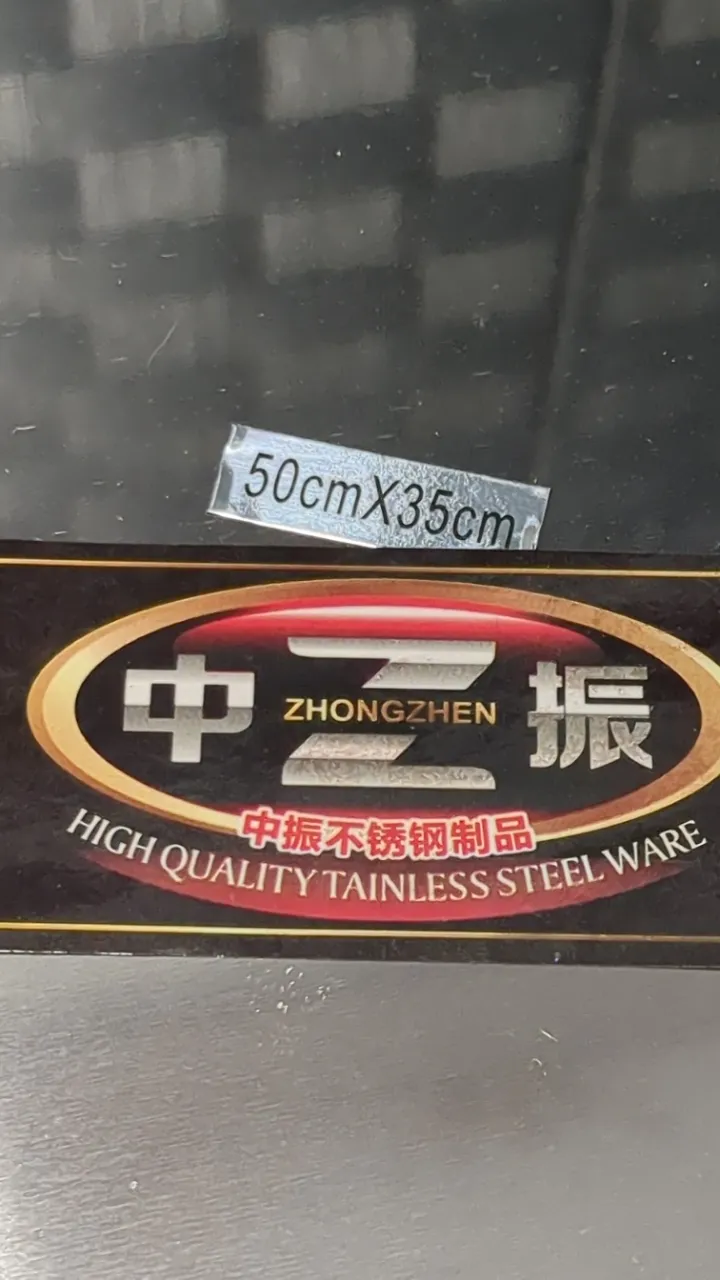 50cmX35cm
中 ZHONGZHEN 振
中振不锈钢制品
HIGH QUALITY TAINLESS STEEL WARE